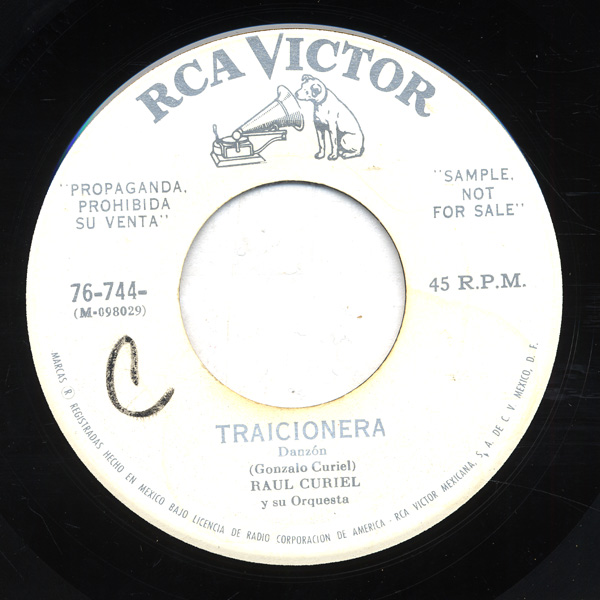 RCA VICTOR
"PROPAGANDA,
PROHIBIDA
SU VENTA"
"SAMPLE,
NOT
FOR SALE"
76-744-
(M-098029)
45 R.P.M.
C
TRAICIONERA
Danzón
(Gonzalo Curiel)
RAUL CURIEL
y su Orquesta
MARCAS ® REGISTRADAS HECHO EN MEXICO BAJO LICENCIA DE RADIO CORPORACION DE AMERICA - RCA VICTOR MEXICANA, S, A. DE C V. MEXICO, D. F.